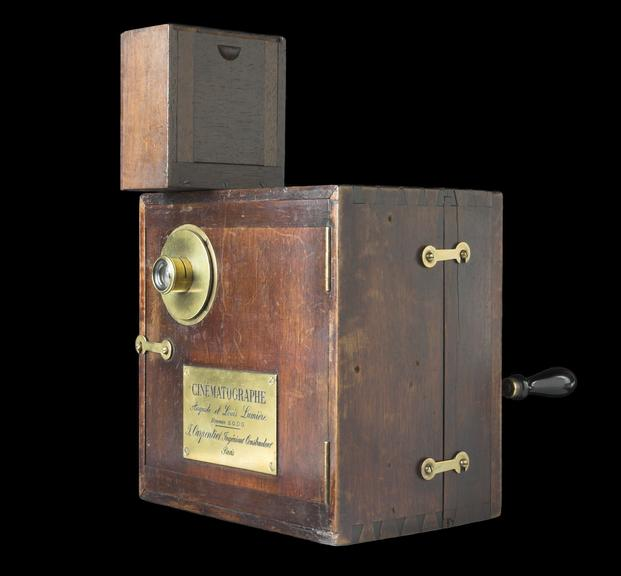 CINÉMATOGRAPHE
Auguste et Louis Lumière
S.G.D.G
J. Carpentier Ingénieur Constructeur
Paris